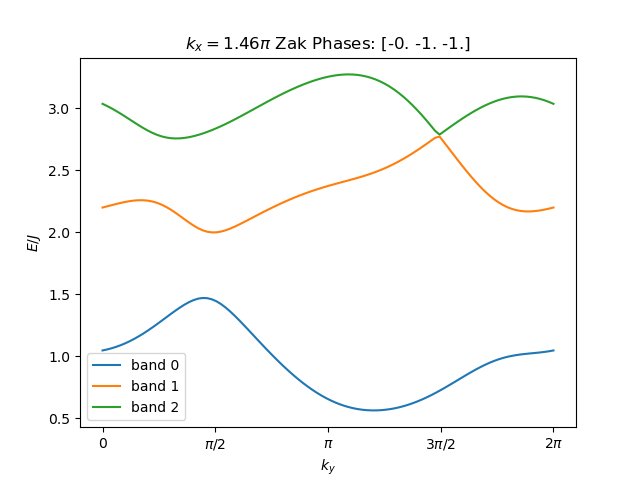 kₓ = 1.46π Zak Phases: [-0. -1. -1.]
E/J
3.0
2.5
2.0
1.5
1.0
0.5
band 0
band 1
band 2
0 π/2 π 3π/2 2π
k_y